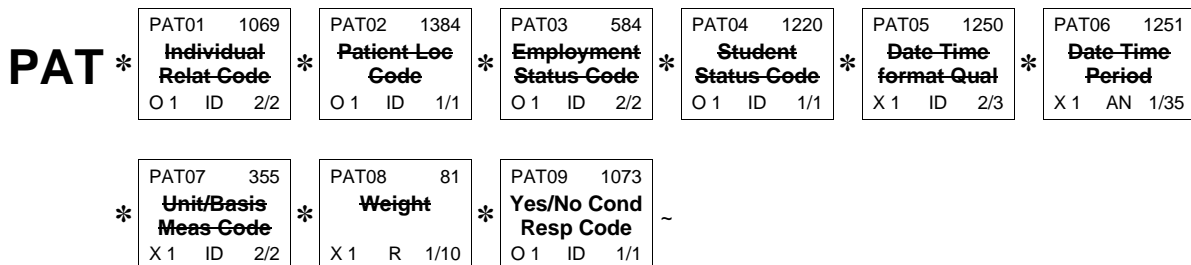 PAT01 1069 PAT02 1384 PAT03 584 PAT04 1220 PAT05 1250 PAT06 1251
PAT * Individual * Patient Loc * Employment * Student * Date Time * Date Time
Relat Code Code Status Code Status Code format Qual Period
O 1 ID 2/2 O 1 ID 1/1 O 1 ID 2/2 O 1 ID 1/1 X 1 ID 2/3 X 1 AN 1/35
PAT07 355 PAT08 81 PAT09 1073
* Unit/Basis * Weight * Yes/No Cond ~
Meas Code Resp Code
X 1 ID 2/2 X 1 R 1/10 O 1 ID 1/1